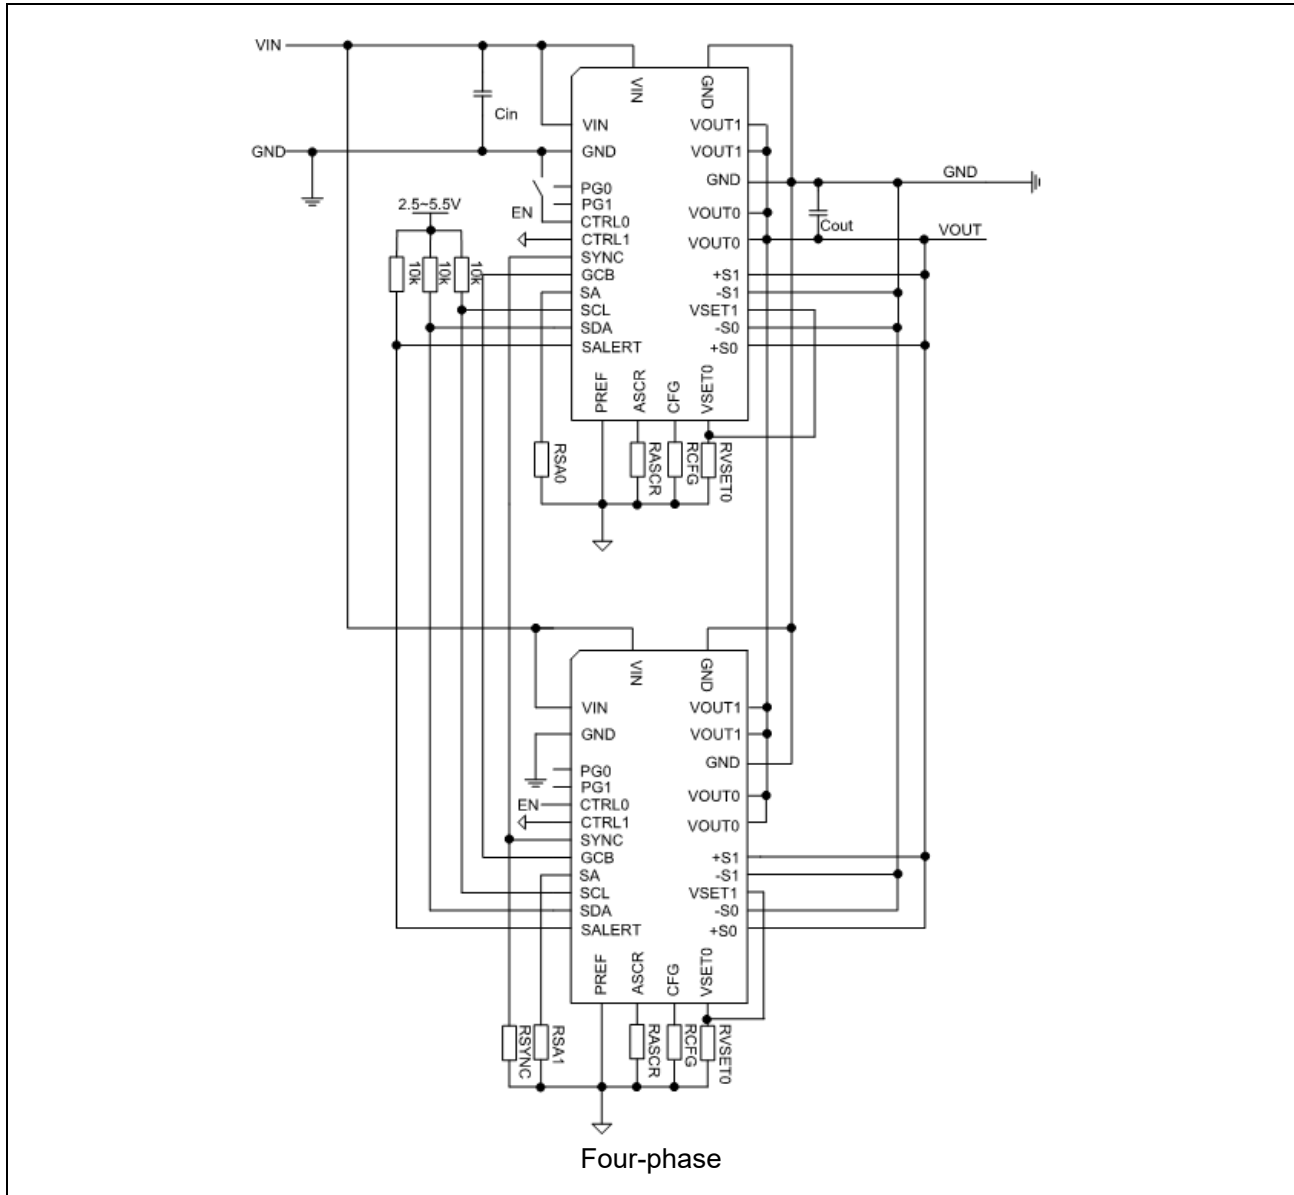 VIN
Cin
GND
VIN
GND
VIN
GND
PG0
PG1
CTRL0
CTRL1
SYNC
GCB
SA
SCL
SDA
SALERT
EN
2.5~5.5V
10k
10k
10k
VOUT1
VOUT1
GND
VOUT0
VOUT0
+S1
-S1
VSET1
-S0
+S0
GND
Cout
VOUT
PREF
ASCR
CFG
VSET0
RSA0
RASCR
RCFG
RVSET0
VIN
GND
VIN
GND
PG0
PG1
EN
CTRL0
CTRL1
SYNC
GCB
SA
SCL
SDA
SALERT
VOUT1
VOUT1
GND
VOUT0
VOUT0
+S1
-S1
VSET1
-S0
+S0
PREF
ASCR
CFG
VSET0
RSYNC
RSA1
RASCR
RCFG
RVSET0
Four-phase